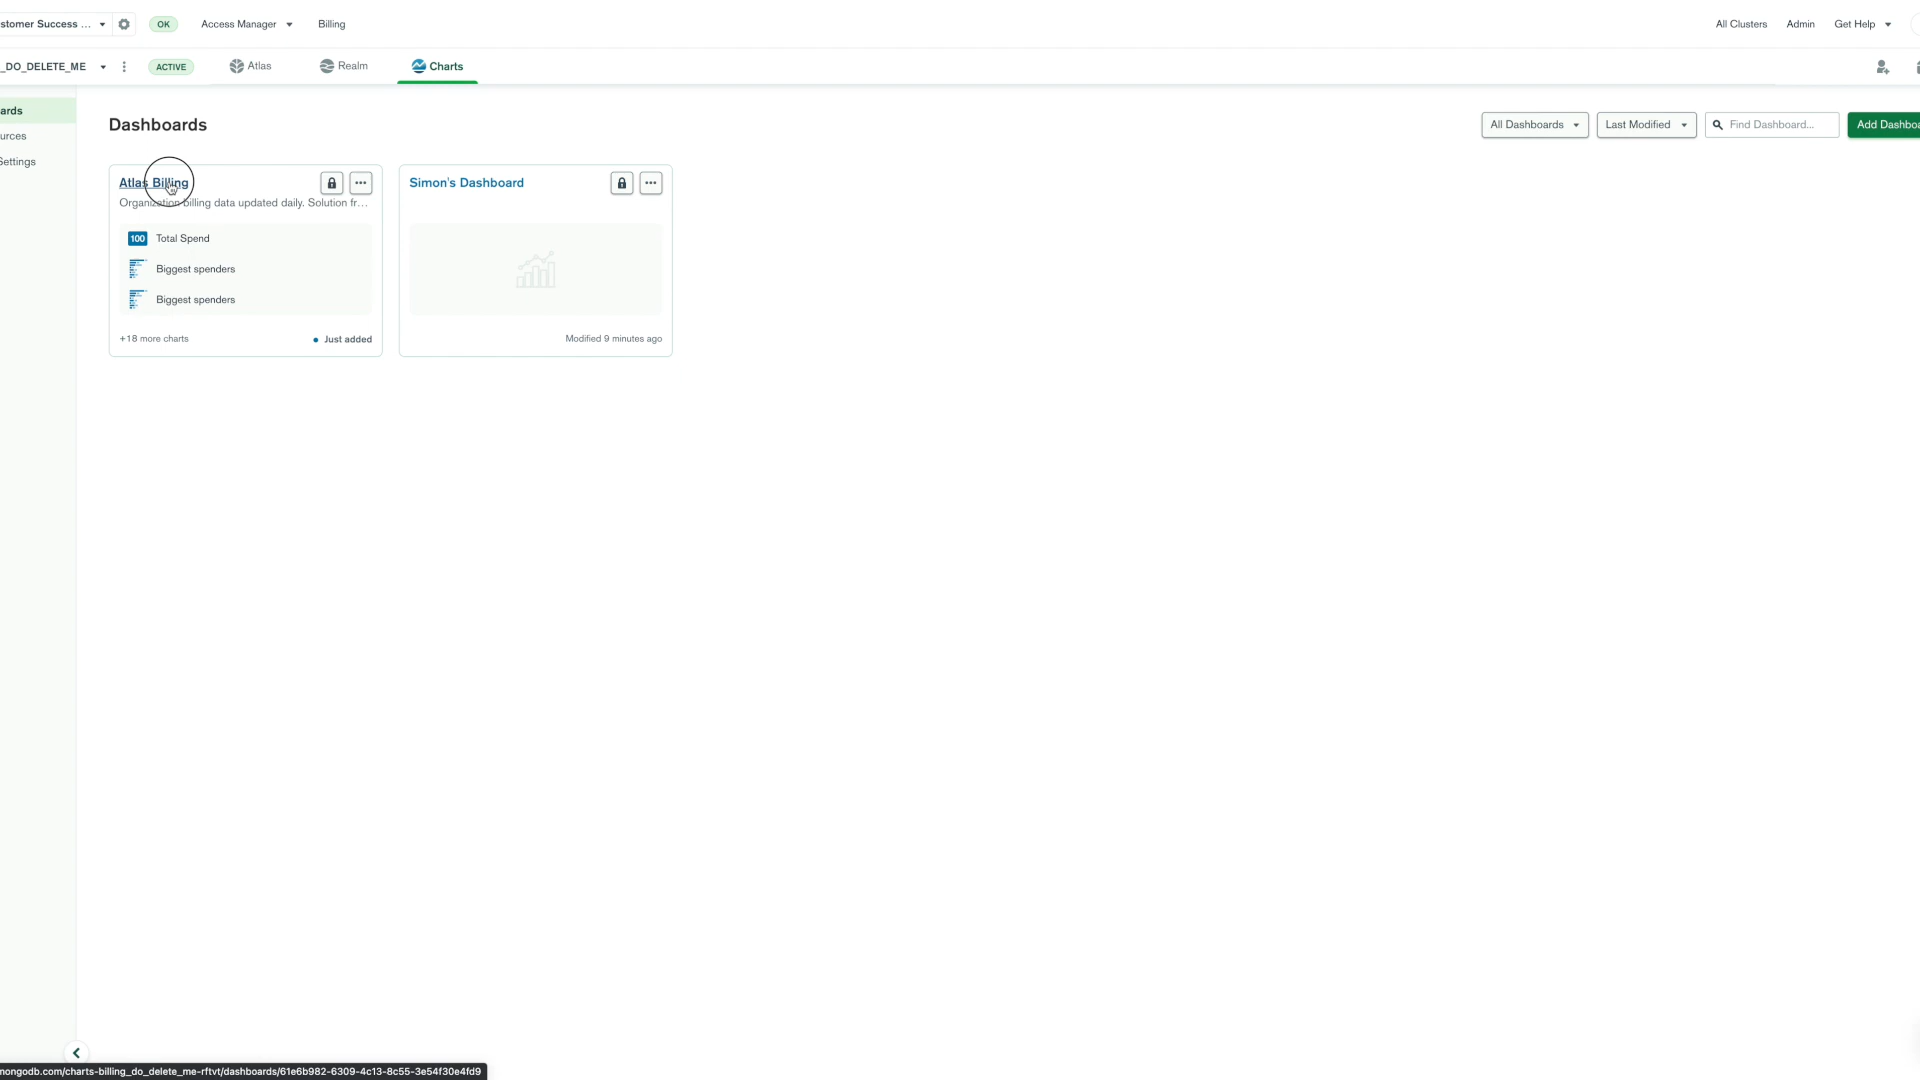 stomer Success ...
OK
Access Manager
Billing
All Clusters
Admin
Get Help
_DO_DELETE_ME
ACTIVE
Atlas
Realm
Charts
ards
urces
Settings
Dashboards
All Dashboards
Last Modified
Find Dashboard...
Add Dashboa
Atlas Billing
Organization billing data updated daily. Solution fr...
100 Total Spend
Biggest spenders
Biggest spenders
+18 more charts
Just added
Simon's Dashboard
Modified 9 minutes ago
mongodb.com/charts-billing_do_delete_me-rftvt/dashboards/61e6b982-6309-4c13-8c55-3e54f30e4fd9